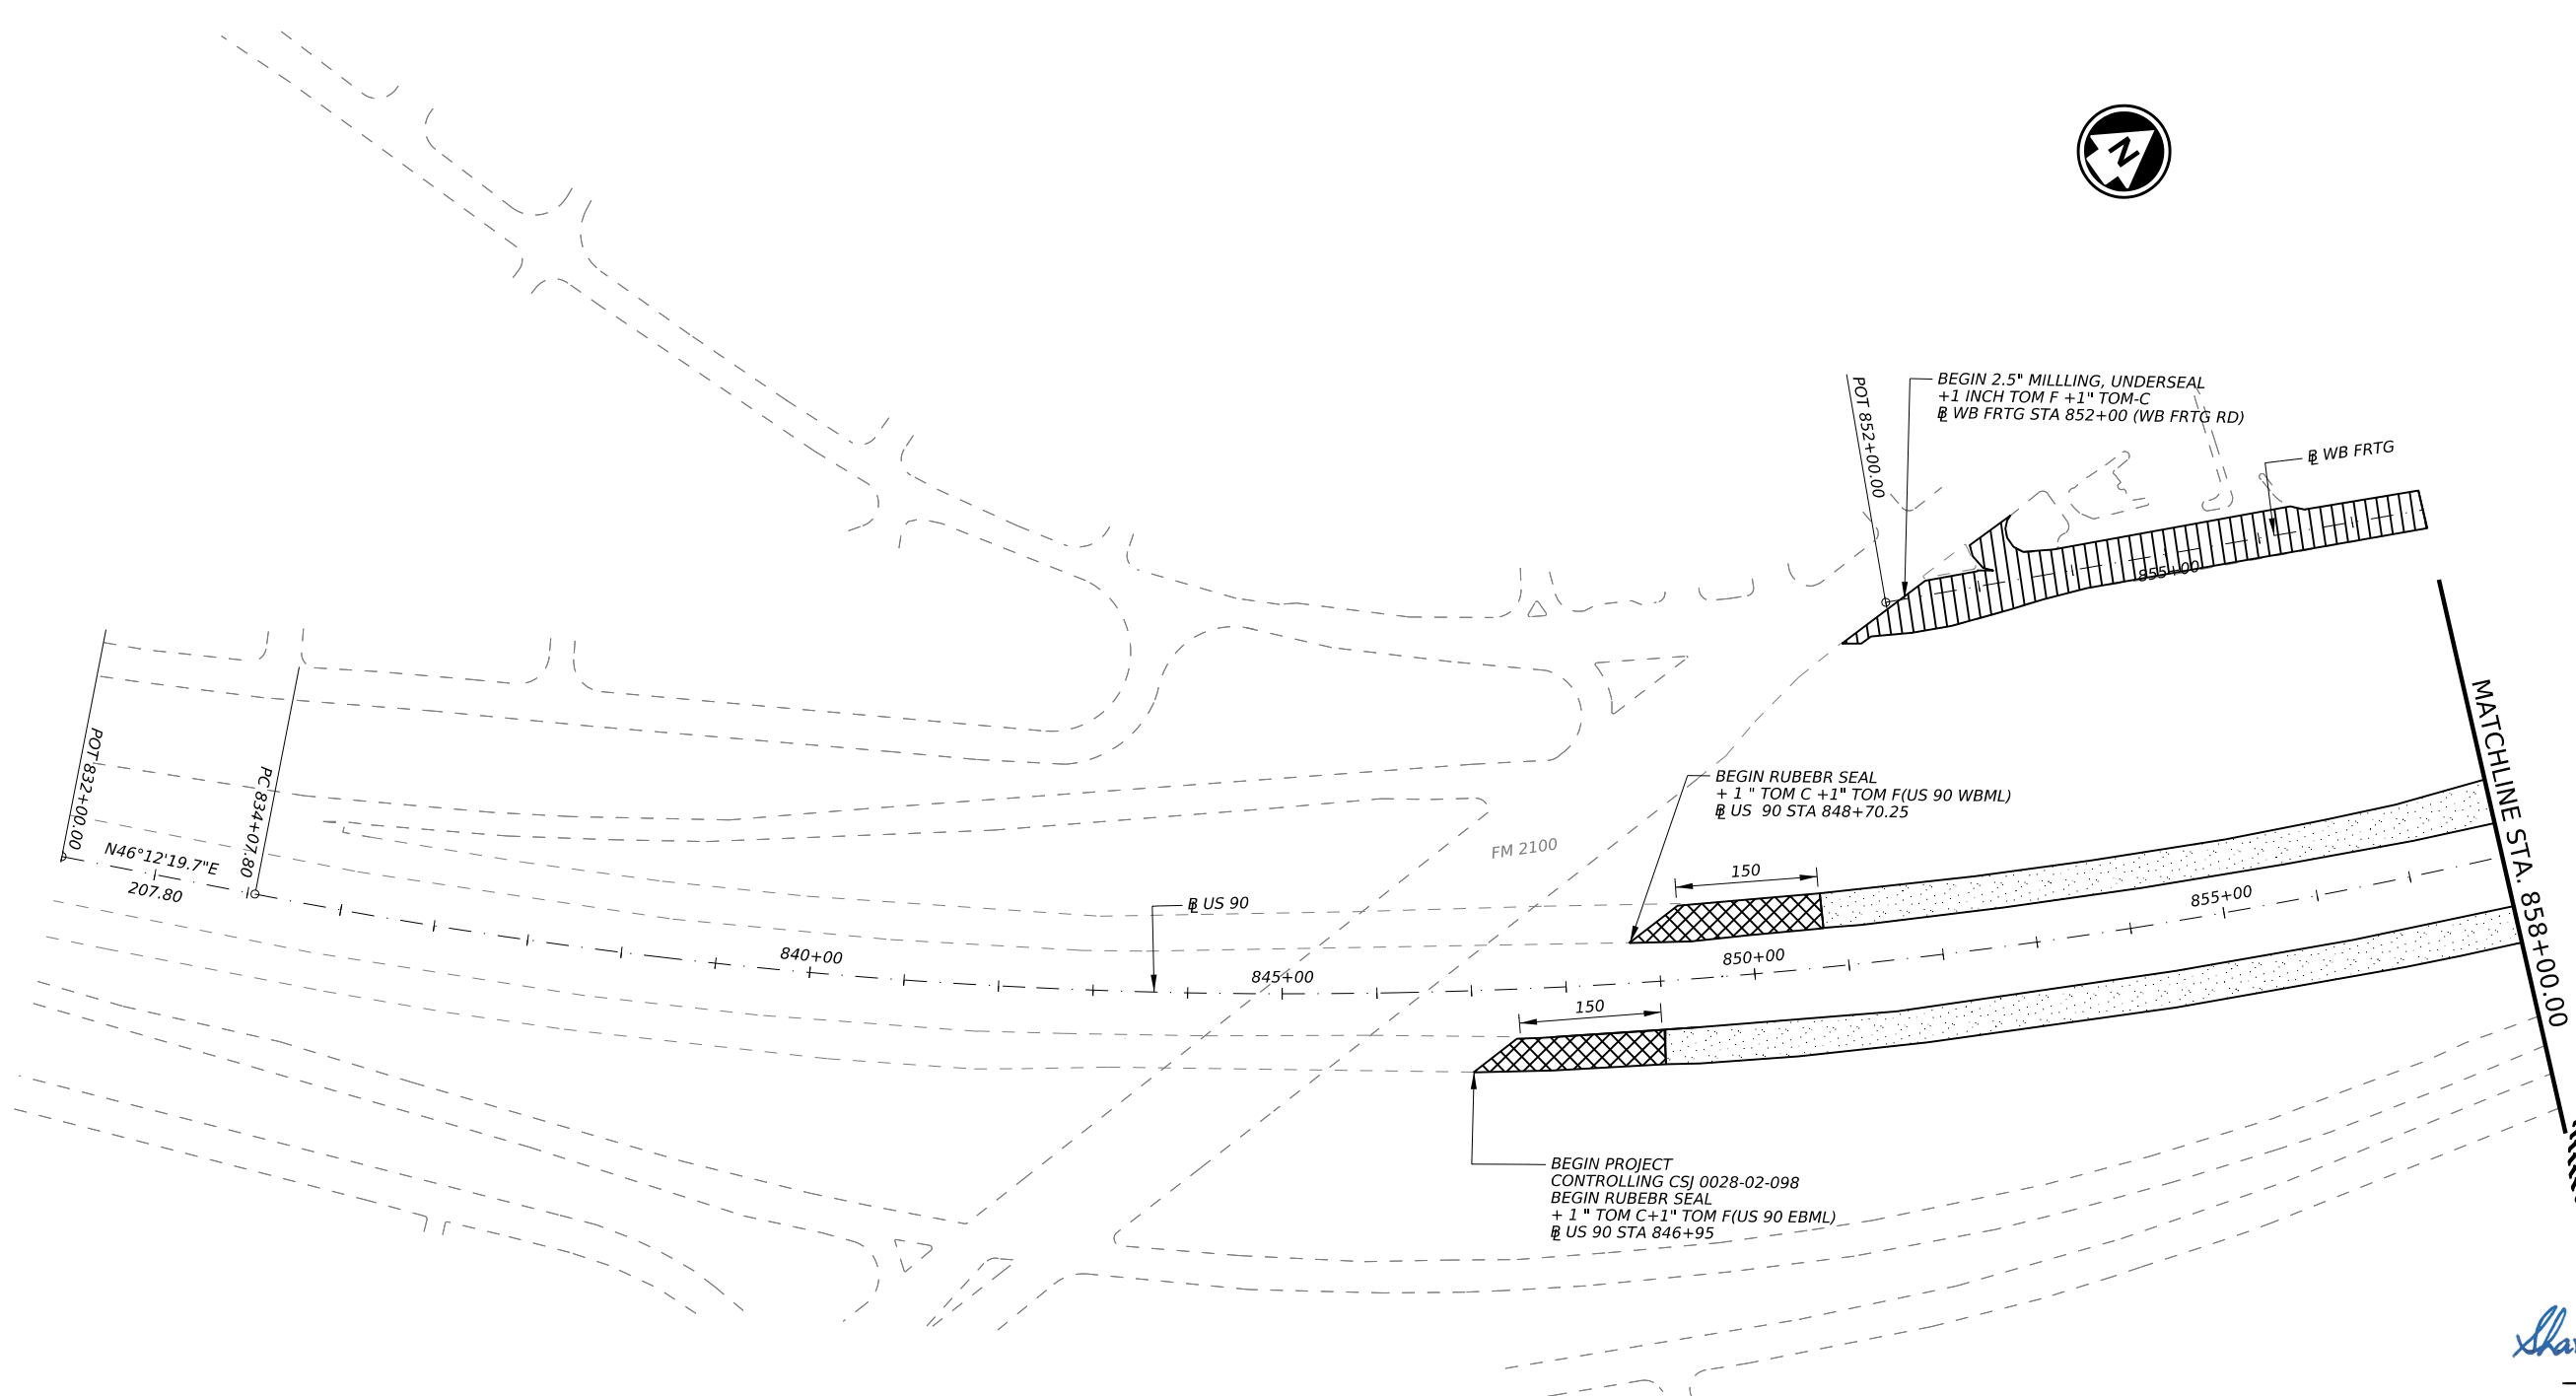 N
BEGIN 2.5" MILLLING, UNDERSEAL
+1 INCH TOM F +1" TOM-C
℄ WB FRTG STA 852+00 (WB FRTG RD)
POT 852+00.00
℄ WB FRTG
855+00
MATCHLINE STA. 858+00.00
POT 832+00.00
PC 834+07.80
N46°12'19.7"E
207.80
BEGIN RUBEBR SEAL
+ 1 " TOM C +1" TOM F(US 90 WBML)
℄ US 90 STA 848+70.25
FM 2100
150
℄ US 90
840+00
845+00
850+00
855+00
150
BEGIN PROJECT
CONTROLLING CSJ 0028-02-098
BEGIN RUBEBR SEAL
+ 1 " TOM C+1" TOM F(US 90 EBML)
℄ US 90 STA 846+95